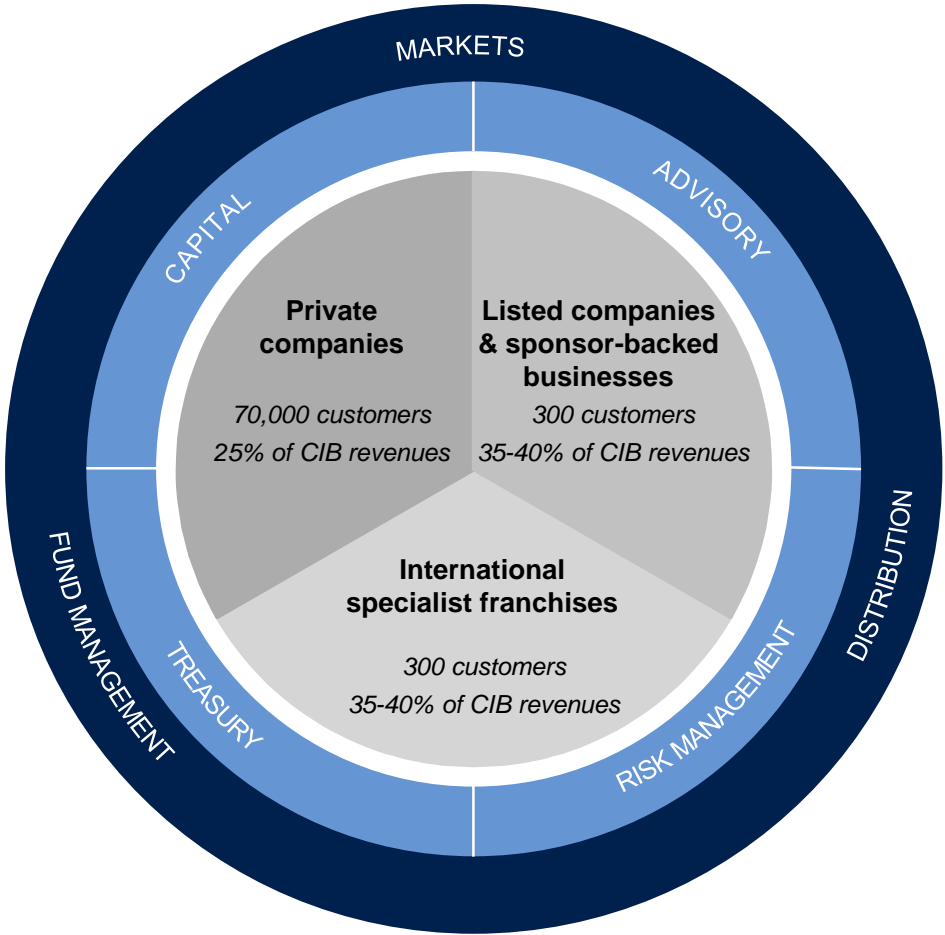 MARKETS
CAPITAL
ADVISORY
Private
companies
70,000 customers
25% of CIB revenues
Listed companies
& sponsor-backed
businesses
300 customers
35-40% of CIB revenues
International
specialist franchises
300 customers
35-40% of CIB revenues
FUND MANAGEMENT
TREASURY
RISK MANAGEMENT
DISTRIBUTION